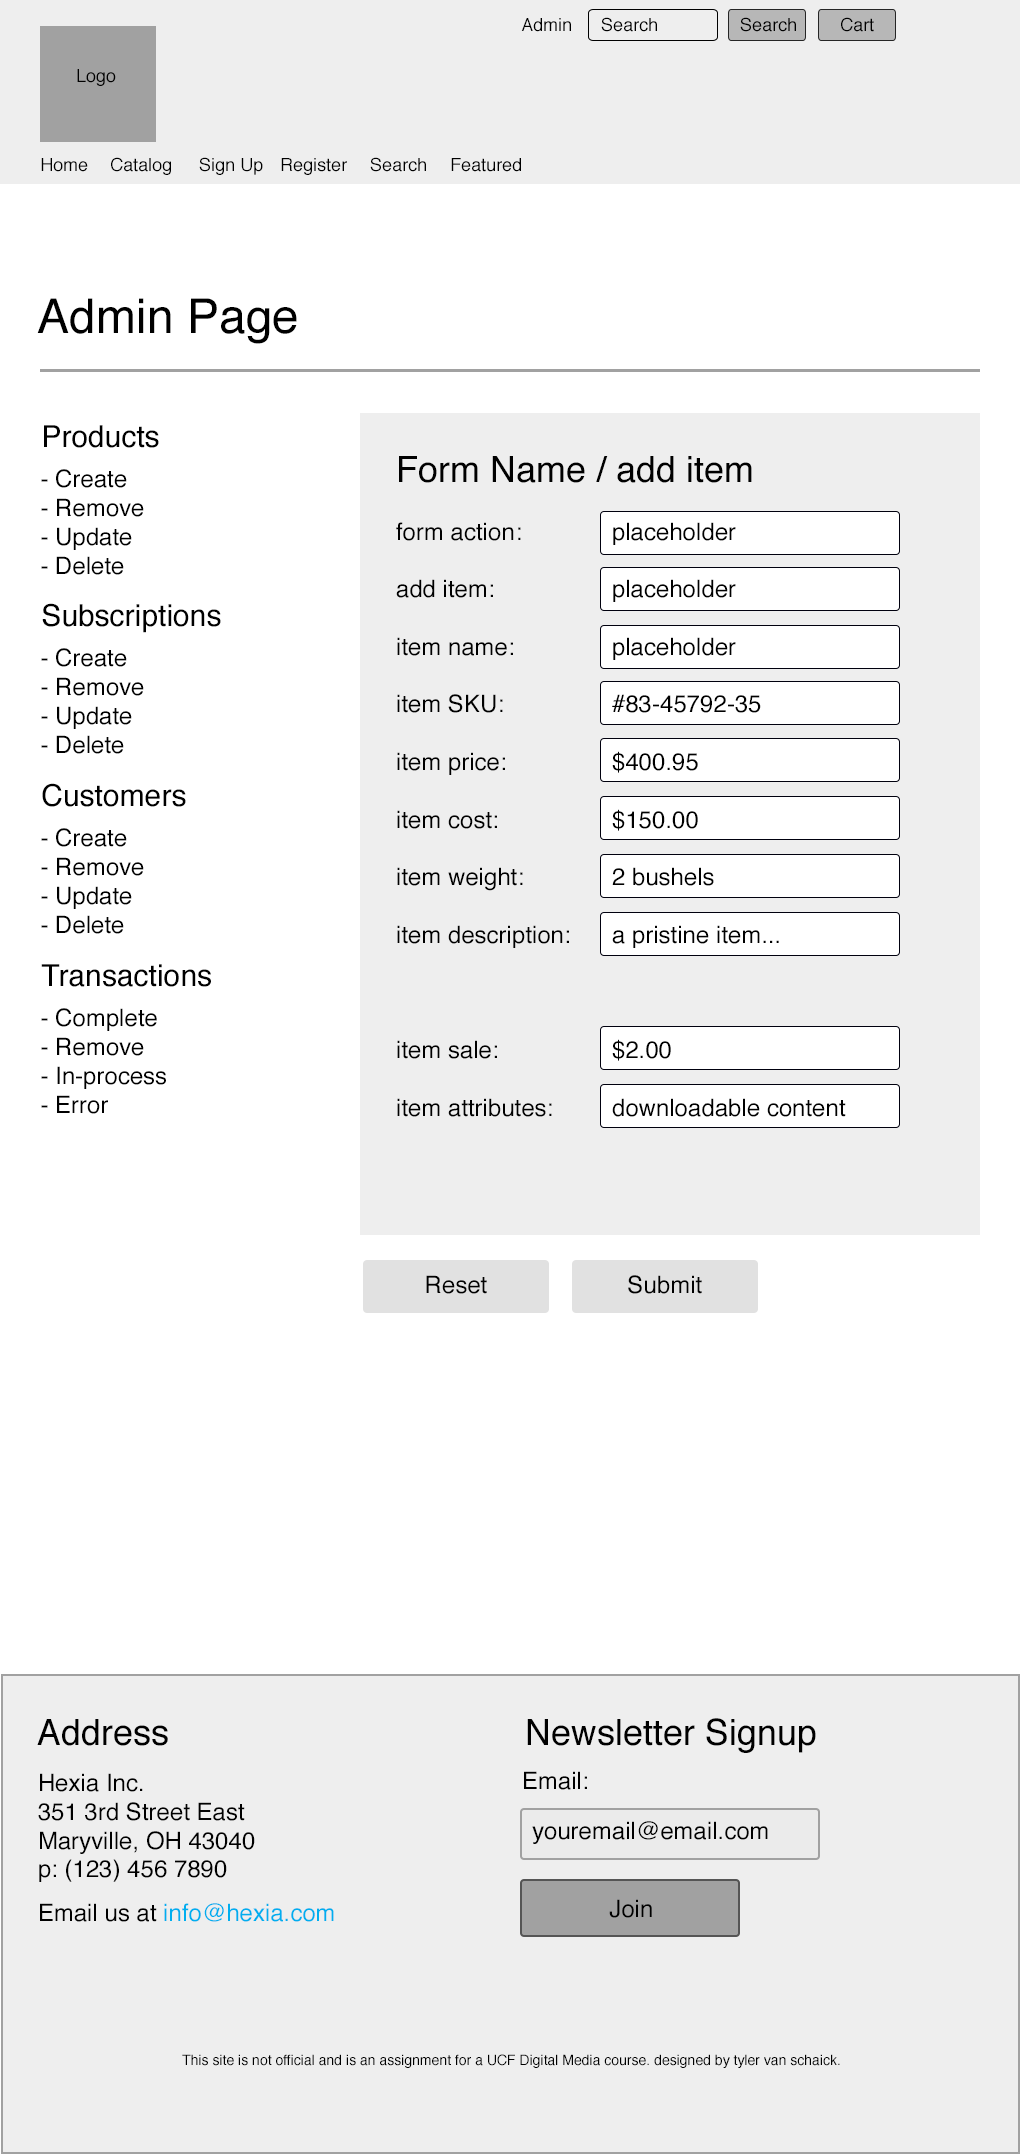 Admin Search Search Cart
Logo
Home Catalog Sign Up Register Search Featured
Admin Page
Products
- Create
- Remove
- Update
- Delete
Subscriptions
- Create
- Remove
- Update
- Delete
Customers
- Create
- Remove
- Update
- Delete
Transactions
- Complete
- Remove
- In-process
- Error
Form Name / add item
form action: placeholder
add item: placeholder
item name: placeholder
item SKU: #83-45792-35
item price: $400.95
item cost: $150.00
item weight: 2 bushels
item description: a pristine item...
item sale: $2.00
item attributes: downloadable content
Reset Submit
Address
Hexia Inc.
351 3rd Street East
Maryville, OH 43040
p: (123) 456 7890
Email us at info@hexia.com
Newsletter Signup
Email:
youremail@email.com
Join
This site is not official and is an assignment for a UCF Digital Media course. designed by tyler van schaick.